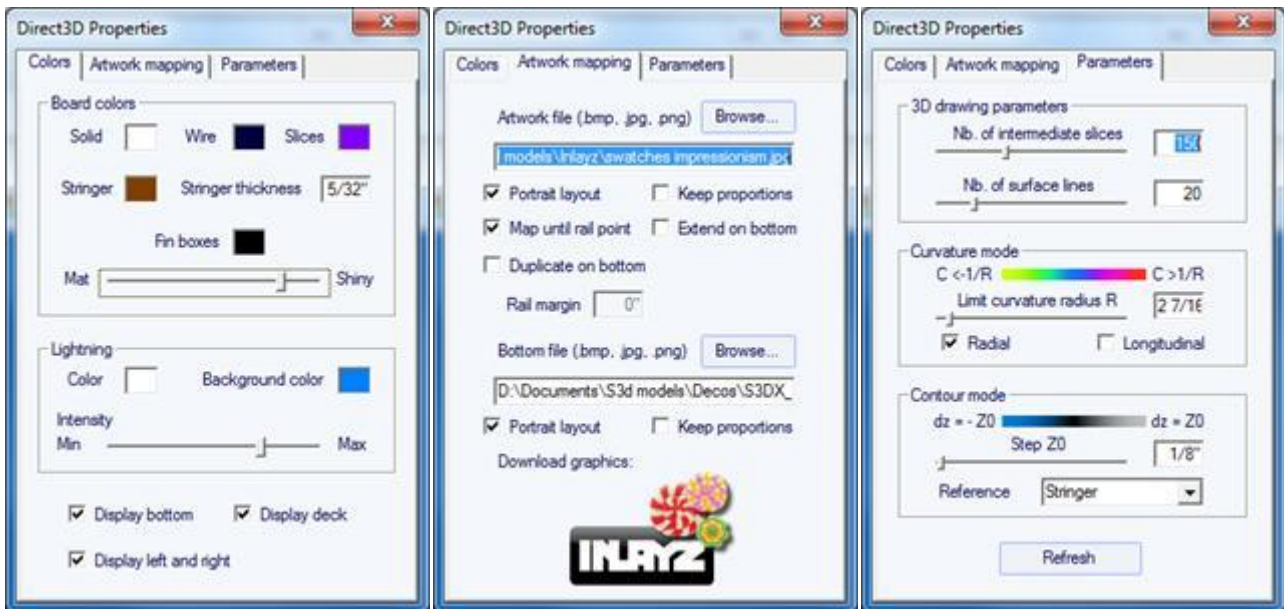 Direct3D Properties
Colors
Artwork mapping
Parameters
Board colors
Solid
Wire
Slices
Stringer
Stringer thickness
5/32"
Fin boxes
Mat
Shiny
Lightning
Color
Background color
Intensity
Min
Max
Display bottom
Display deck
Display left and right
Direct3D Properties
Colors
Artwork mapping
Parameters
Artwork file (.bmp, .jpg, .png)
Browse...
models\Inlayz\swatches impressionism.jpg
Portrait layout
Keep proportions
Map until rail point
Extend on bottom
Duplicate on bottom
Rail margin
0"
Bottom file (.bmp, .jpg, .png)
Browse...
D:\Documents\S3d models\Decos\S3DX_
Portrait layout
Keep proportions
Download graphics:
INLAYZ
Direct3D Properties
Colors
Artwork mapping
Parameters
3D drawing parameters
Nb. of intermediate slices
150
Nb. of surface lines
20
Curvature mode
C <-1/R
C >1/R
Limit curvature radius R
2 7/16
Radial
Longitudinal
Contour mode
dz = - Z0
dz = Z0
Step Z0
1/8"
Reference
Stringer
Refresh